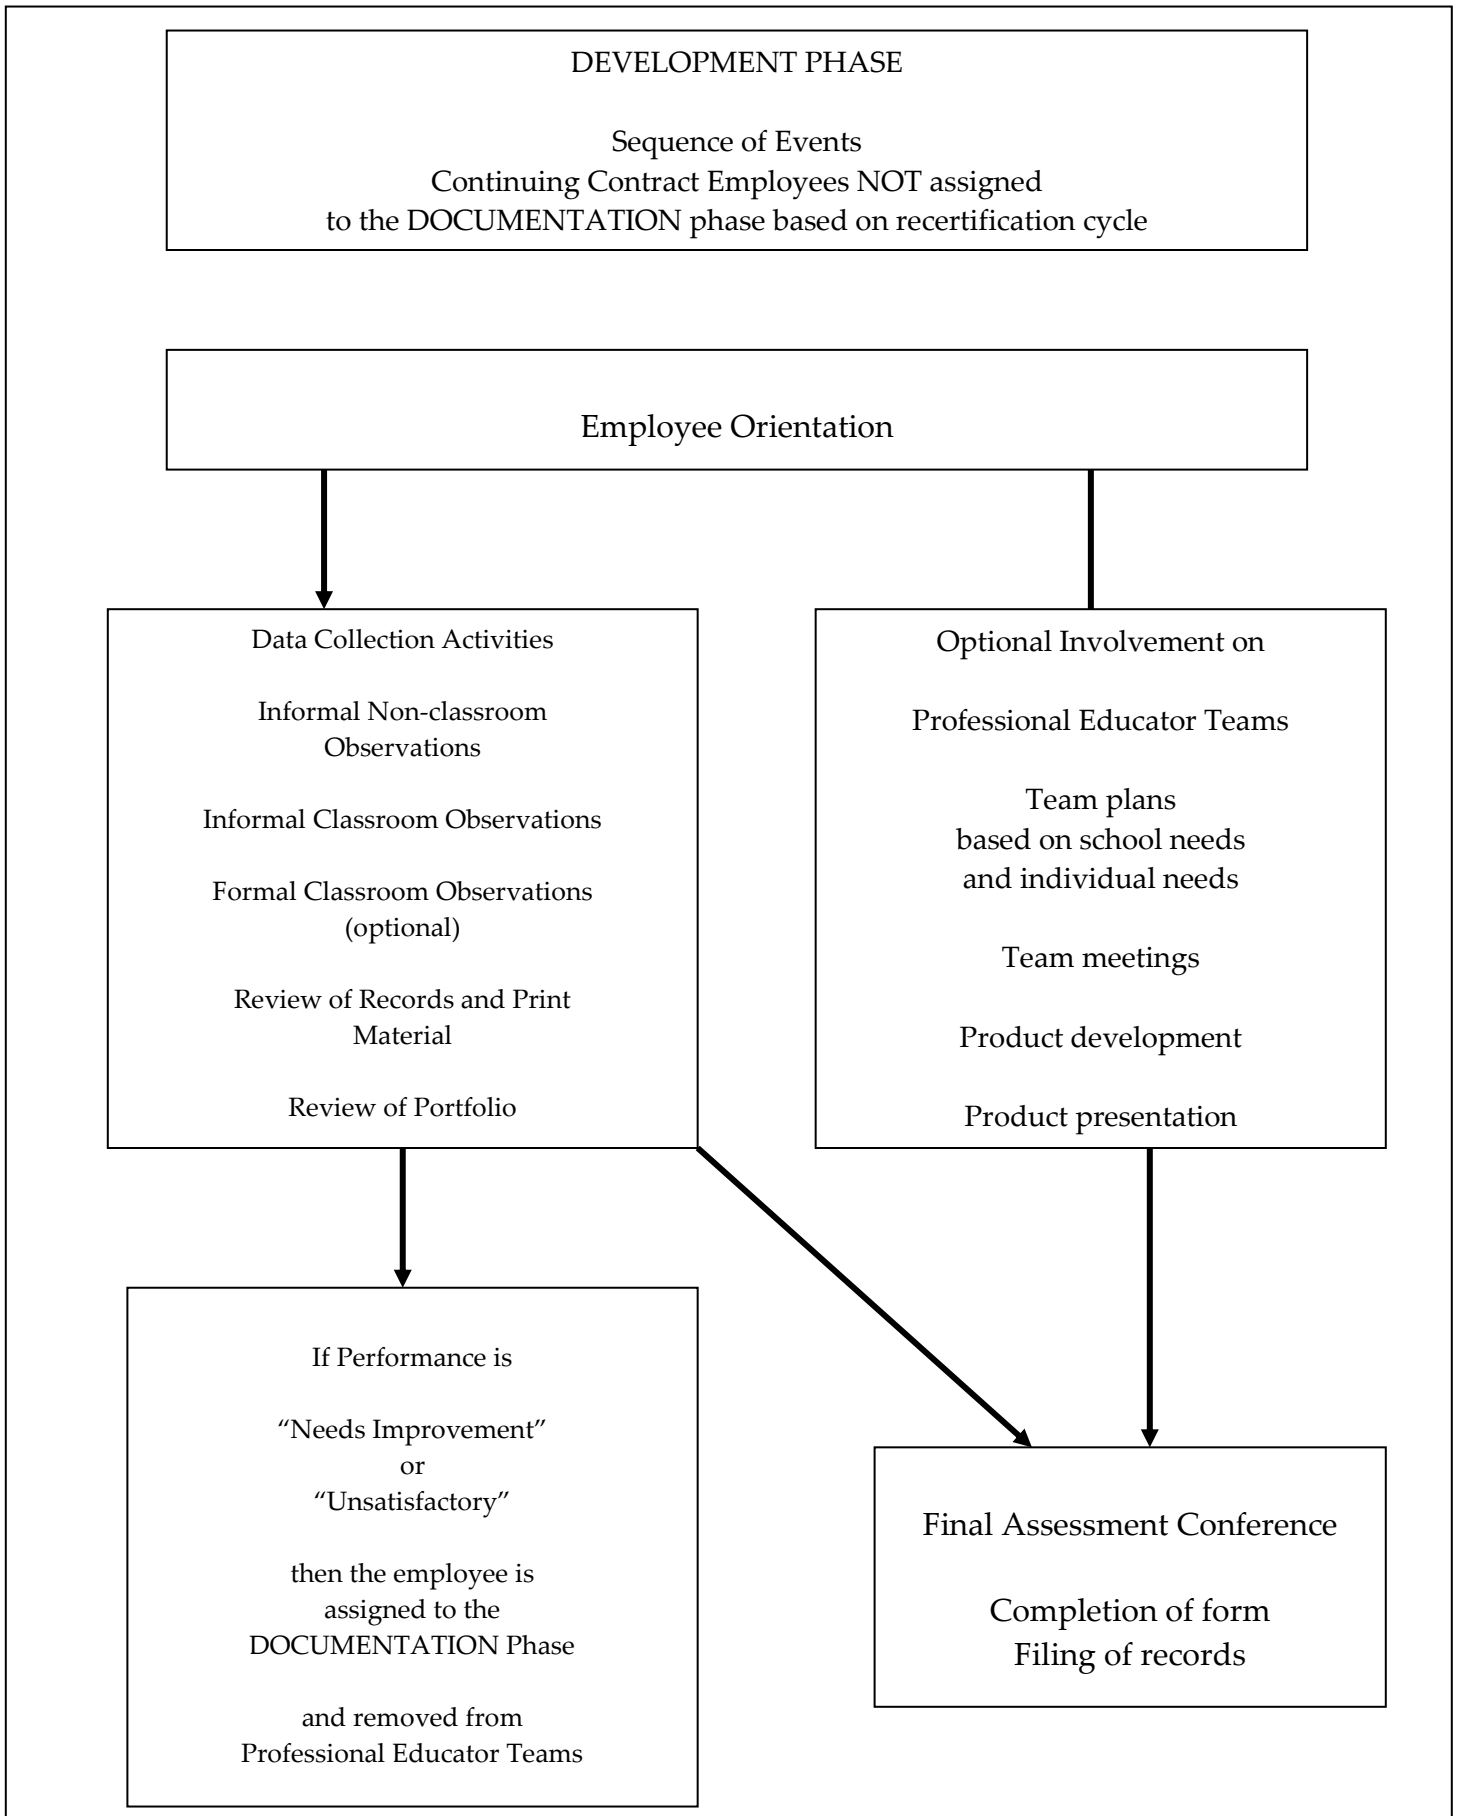 DEVELOPMENT PHASE
Sequence of Events
Continuing Contract Employees NOT assigned
to the DOCUMENTATION phase based on recertification cycle
Employee Orientation
Data Collection Activities
Informal Non-classroom
Observations
Informal Classroom Observations
Formal Classroom Observations
(optional)
Review of Records and Print
Material
Review of Portfolio
Optional Involvement on
Professional Educator Teams
Team plans
based on school needs
and individual needs
Team meetings
Product development
Product presentation
If Performance is
“Needs Improvement”
or
“Unsatisfactory”
then the employee is
assigned to the
DOCUMENTATION Phase
and removed from
Professional Educator Teams
Final Assessment Conference
Completion of form
Filing of records